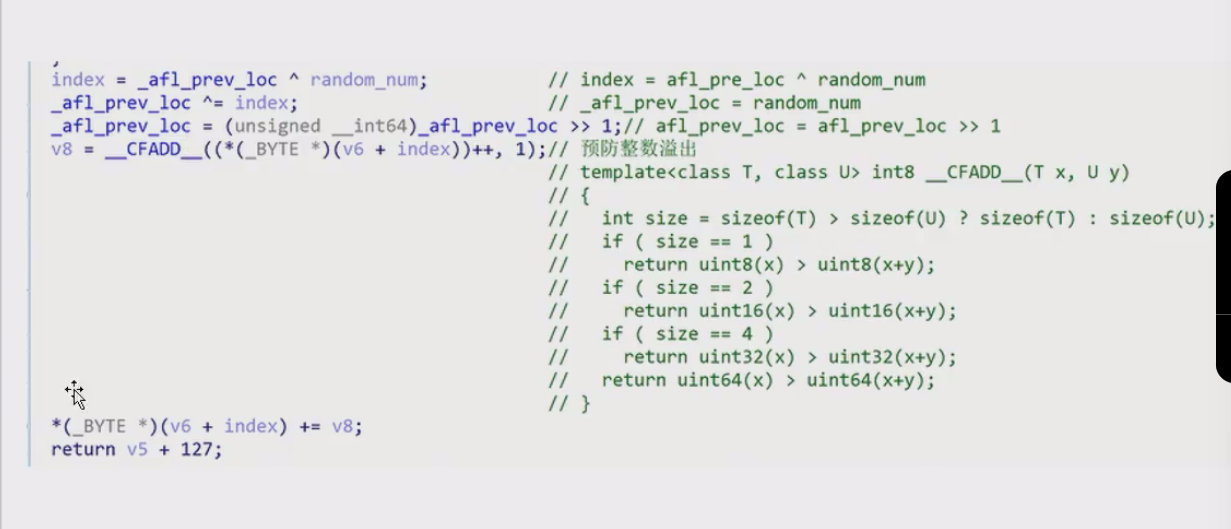 index = _afl_prev_loc ^ random_num; // index = afl_pre_loc ^ random_num
_afl_prev_loc ^= index; // _afl_prev_loc = random_num
_afl_prev_loc = (unsigned __int64)_afl_prev_loc >> 1;// afl_prev_loc = afl_prev_loc >> 1
v8 = __CFADD__((*(_BYTE *)(v6 + index))++, 1);// 预防整数溢出
// template<class T, class U> int8 __CFADD__(T x, U y)
// {
//   int size = sizeof(T) > sizeof(U) ? sizeof(T) : sizeof(U);
//   if ( size == 1 )
//     return uint8(x) > uint8(x+y);
//   if ( size == 2 )
//     return uint16(x) > uint16(x+y);
//   if ( size == 4 )
//     return uint32(x) > uint32(x+y);
//   return uint64(x) > uint64(x+y);
// }
*(_BYTE *)(v6 + index) += v8;
return v5 + 127;